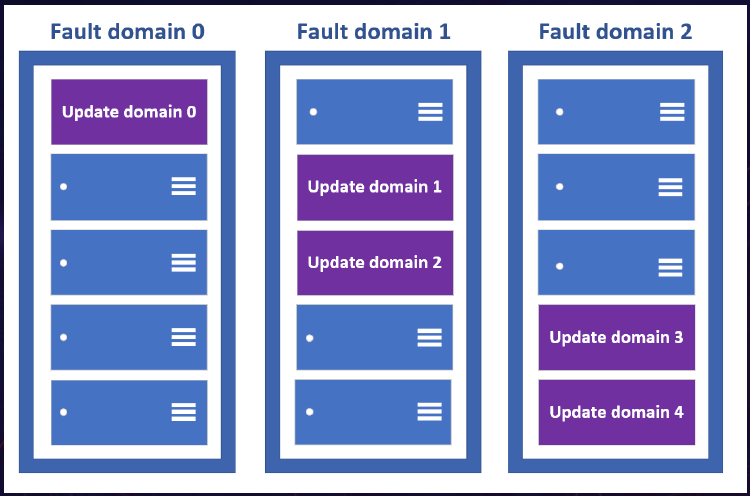 Fault domain 0
Fault domain 1
Fault domain 2
Update domain 0
Update domain 1
Update domain 2
Update domain 3
Update domain 4